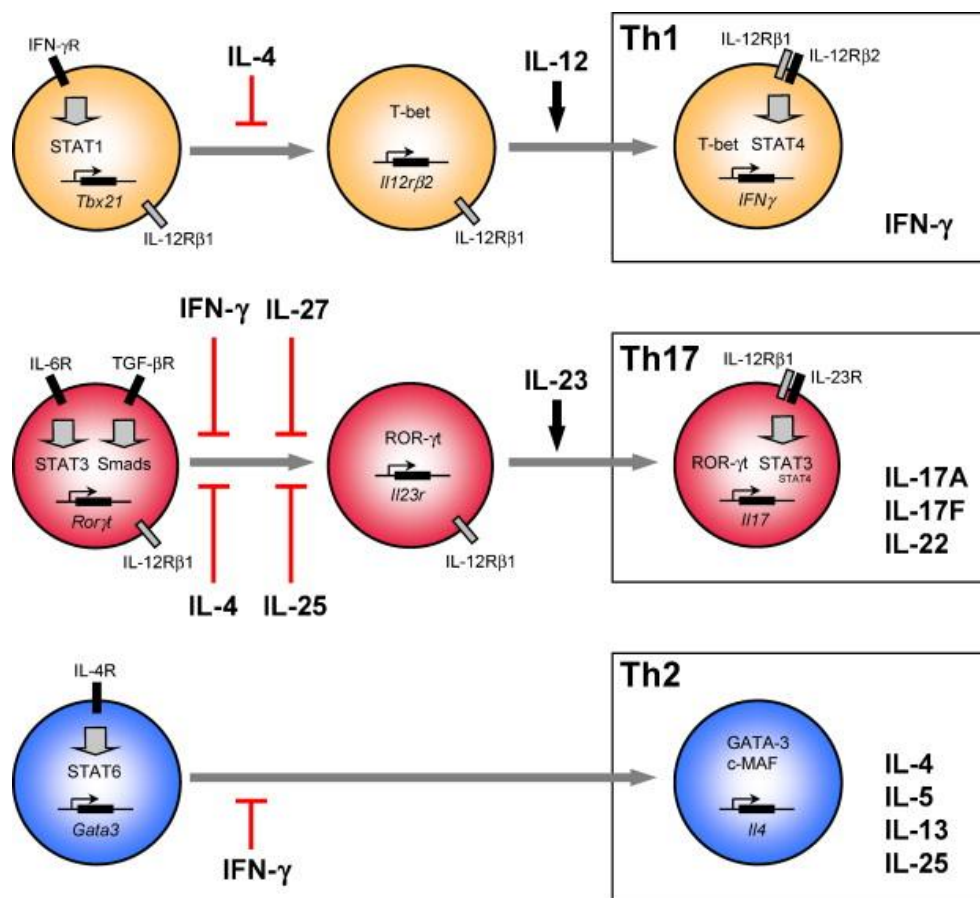 IFN-γR
STAT1
Tbx21
IL-12Rβ1
IL-4
T-bet
Il12rβ2
IL-12Rβ1
IL-12
Th1
IL-12Rβ1
IL-12Rβ2
T-bet STAT4
IFNγ
IFN-γ
IL-6R TGF-βR
STAT3 Smads
Rorγt
IL-12Rβ1
IFN-γ IL-27
IL-4 IL-25
ROR-γt
Il23r
IL-12Rβ1
IL-23
Th17
IL-12Rβ1
IL-23R
ROR-γt STAT3
STAT4
Il17
IL-17A
IL-17F
IL-22
IL-4R
STAT6
Gata3
IFN-γ
Th2
GATA-3
c-MAF
Il4
IL-4
IL-5
IL-13
IL-25